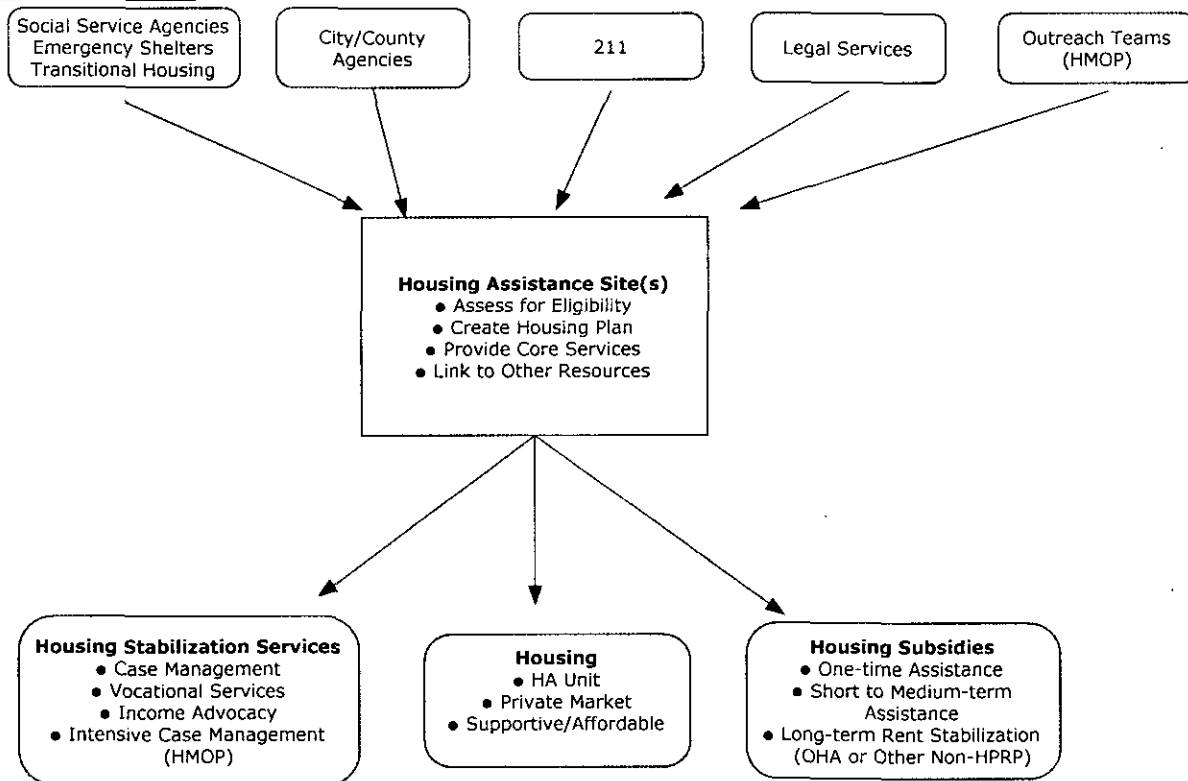 Social Service Agencies
Emergency Shelters
Transitional Housing
City/County
Agencies
211
Legal Services
Outreach Teams
(HMOP)
Housing Assistance Site(s)
● Assess for Eligibility
● Create Housing Plan
● Provide Core Services
● Link to Other Resources
Housing Stabilization Services
● Case Management
● Vocational Services
● Income Advocacy
● Intensive Case Management
(HMOP)
Housing
● HA Unit
● Private Market
● Supportive/Affordable
Housing Subsidies
● One-time Assistance
● Short to Medium-term
Assistance
● Long-term Rent Stabilization
(OHA or Other Non-HPRP)